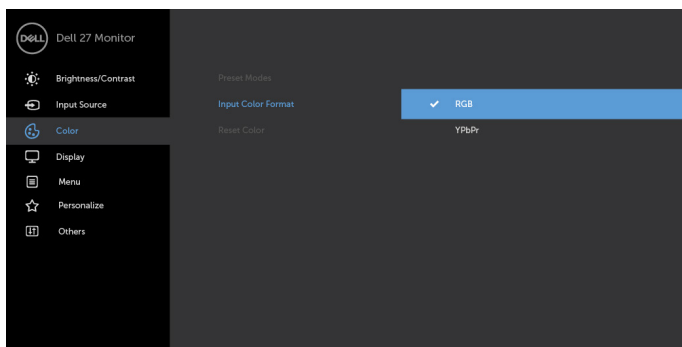 DELL Dell 27 Monitor
Brightness/Contrast
Input Source
Color
Display
Menu
Personalize
Others
Preset Modes
Input Color Format
Reset Color
RGB
YPbPr